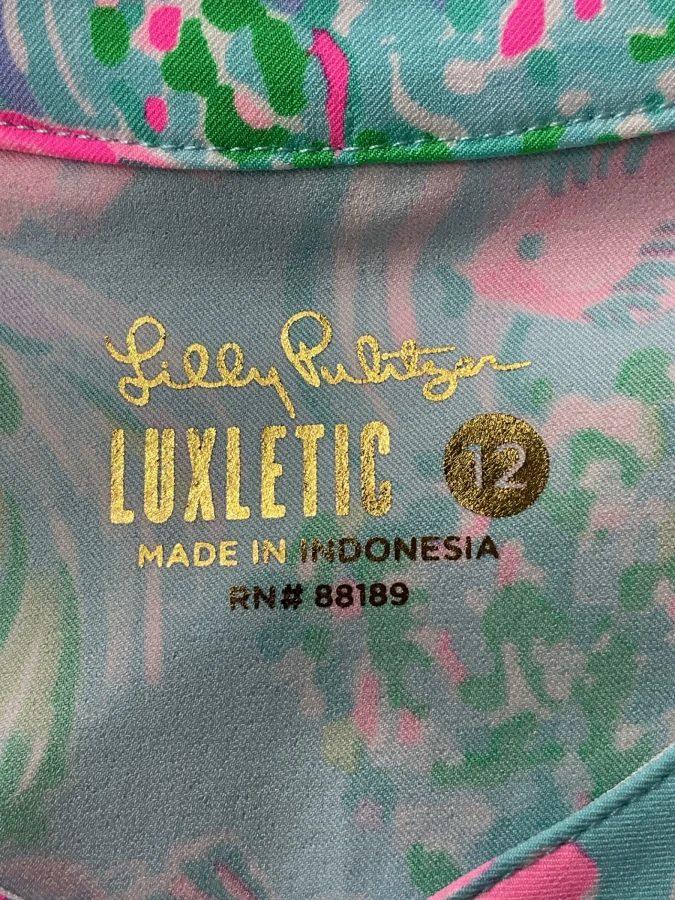 Lilly Pulitzer
LUXLETIC 12
MADE IN INDONESIA
RN# 88189